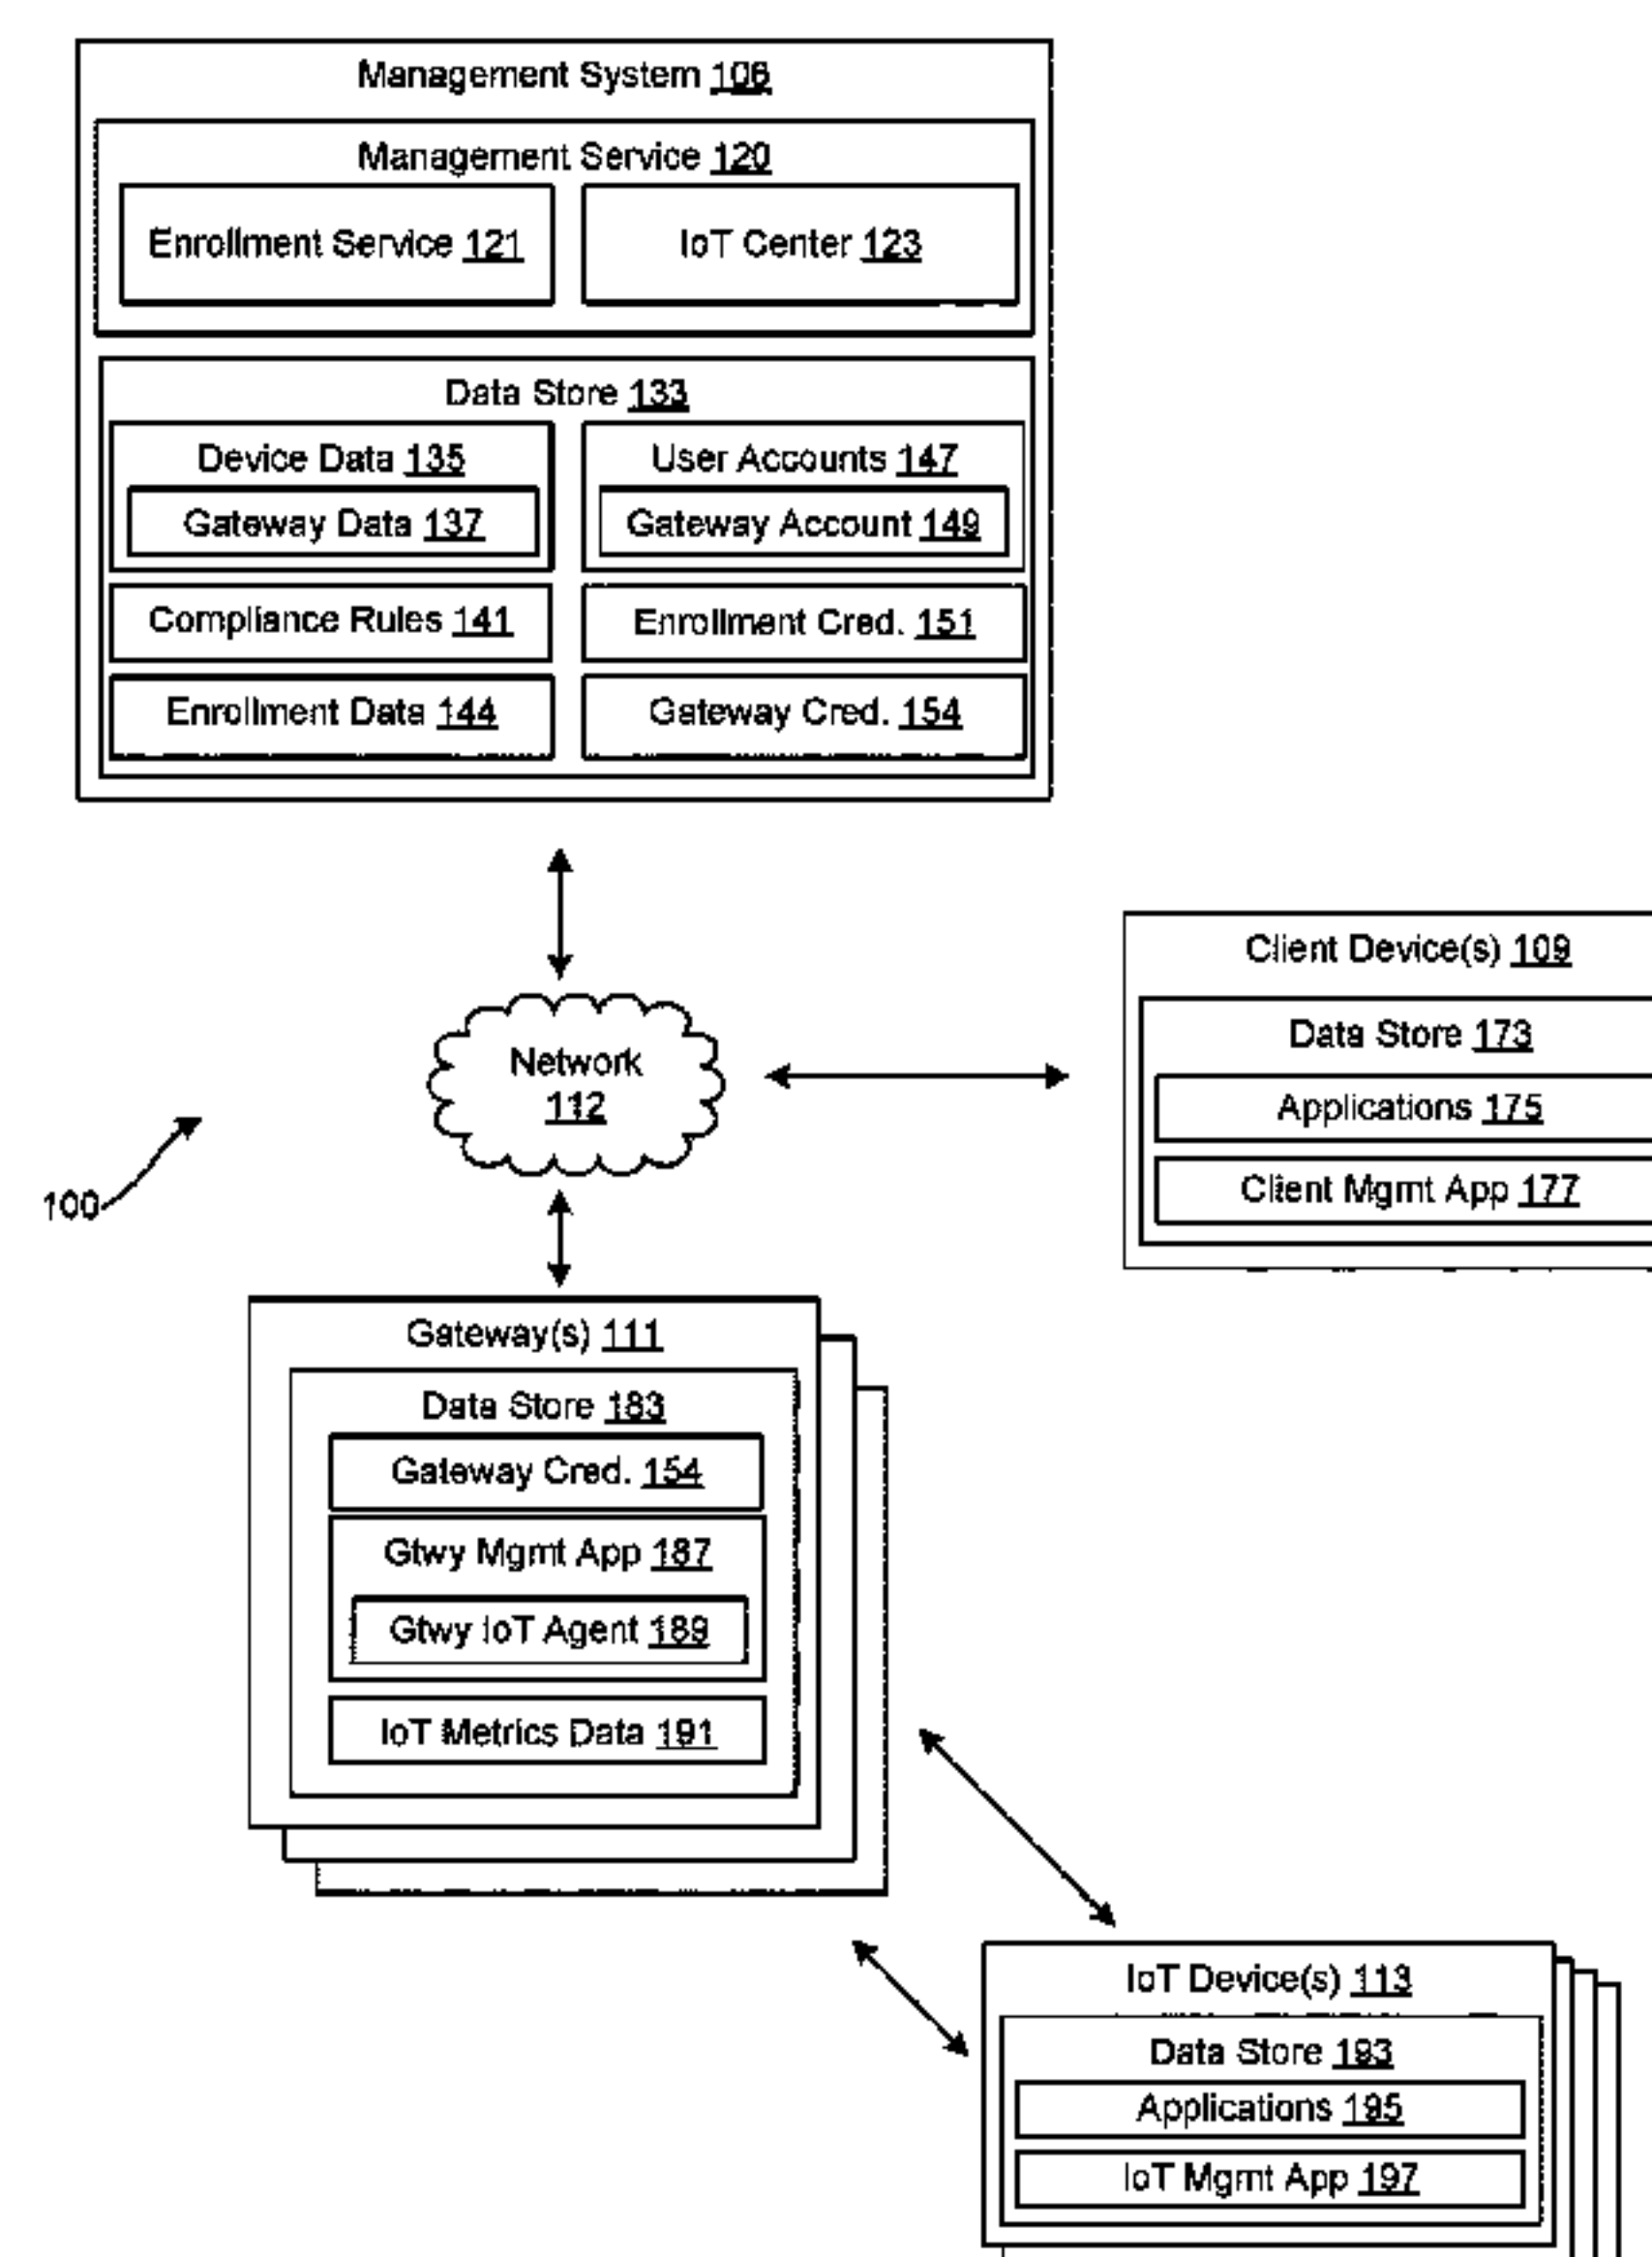 Management System 106
Management Service 120
Enrollment Service 121
IoT Center 123
Data Store 133
Device Data 135
Gateway Data 137
User Accounts 147
Gateway Account 149
Compliance Rules 141
Enrollment Cred. 151
Enrollment Data 144
Gateway Cred. 154
Client Device(s) 109
Data Store 173
Applications 175
Client Mgmt App 177
Network
112
100
Gateway(s) 111
Data Store 183
Gateway Cred. 154
Gtwy Mgmt App 187
Gtwy IoT Agent 189
IoT Metrics Data 191
IoT Device(s) 113
Data Store 193
Applications 195
IoT Mgmt App 197